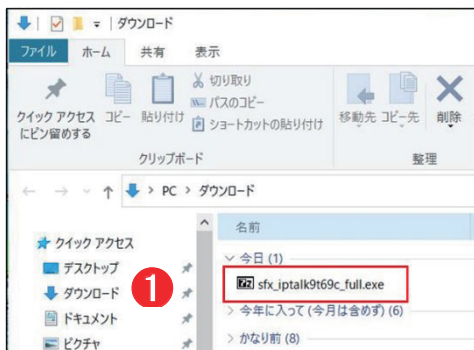 ダウンロード
ファイル ホーム 共有 表示
クイック アクセス
にピン留めする
コピー
貼り付け
切り取り
パスのコピー
ショートカットの貼り付け
移動先
コピー先
削除
クリップボード
整理
PC > ダウンロード
クイック アクセス
デスクトップ
ダウンロード
ドキュメント
ピクチャ
1
名前
今日 (1)
sfx_iptalk9t69c_full.exe
今年に入って (今月は含めず) (6)
かなり前 (8)